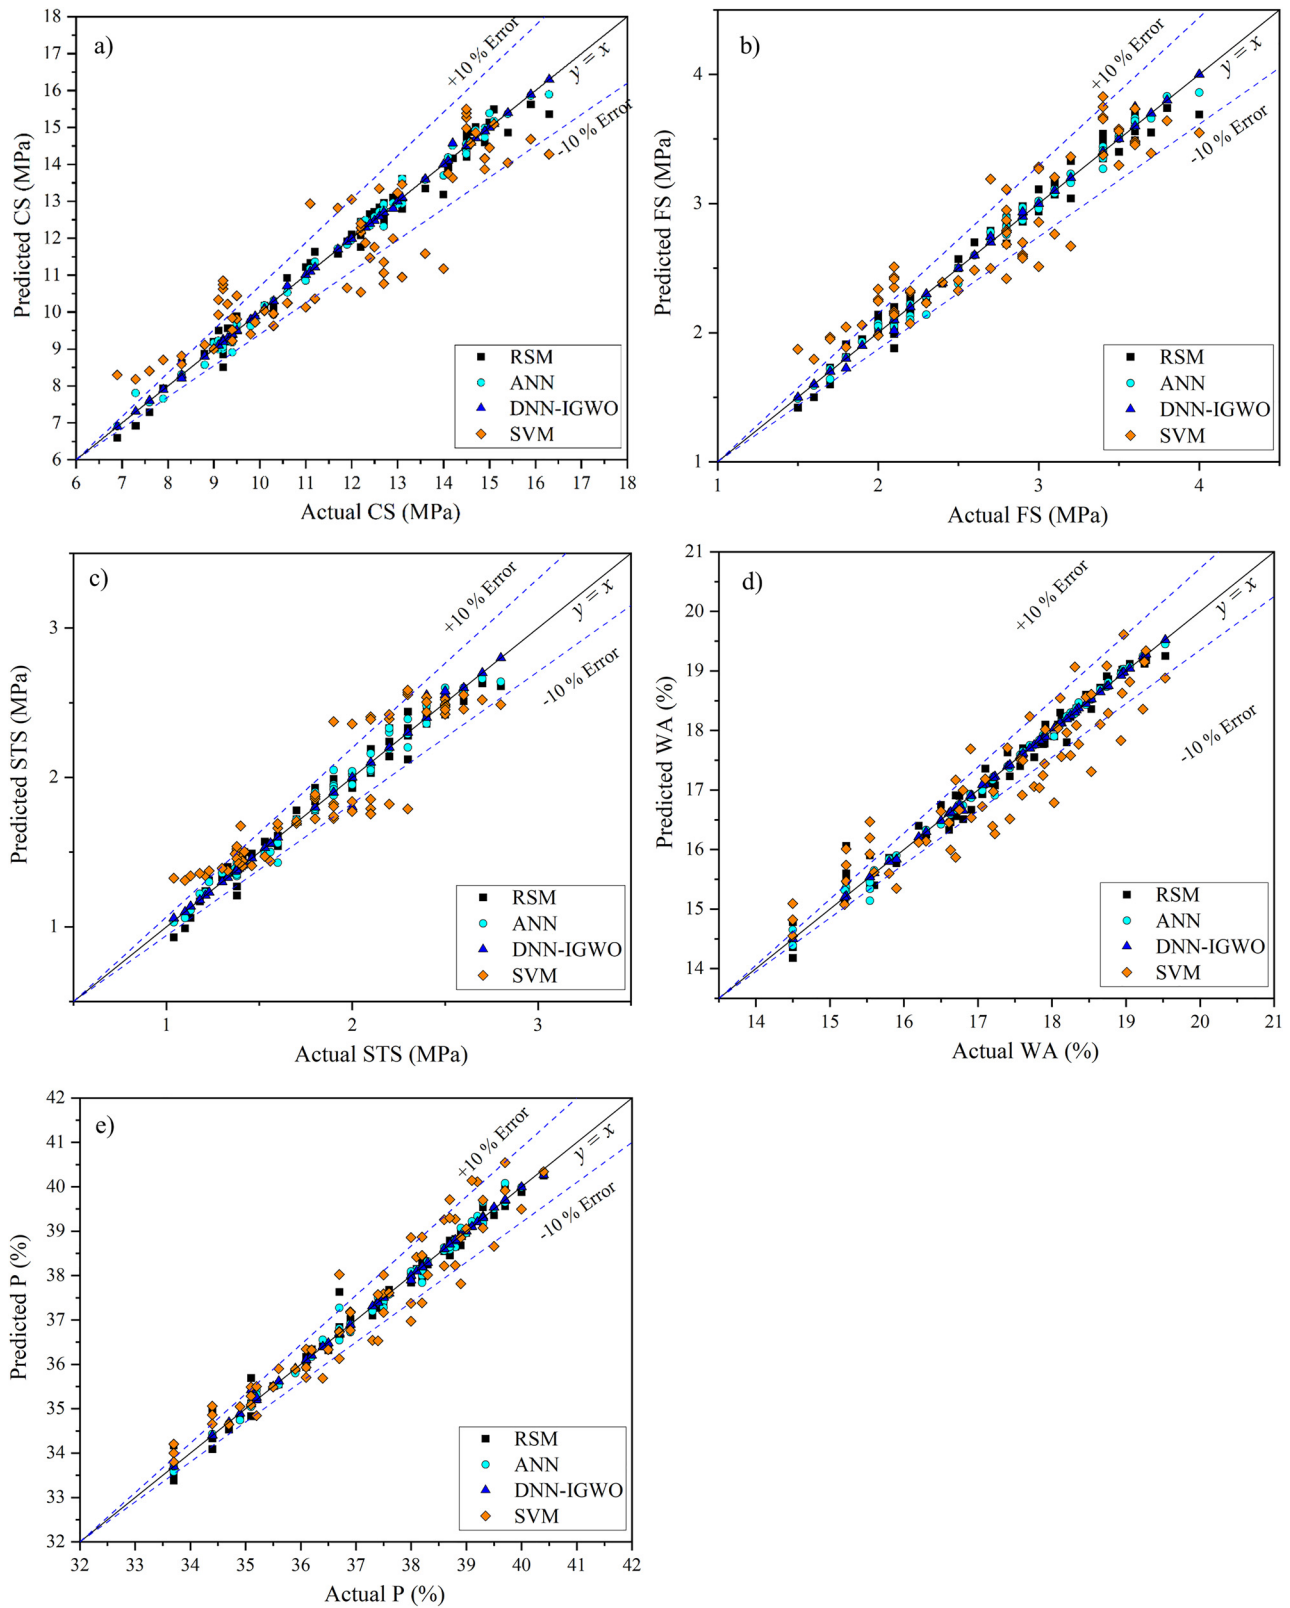 a)
+10 % Error
y = x
-10 % Error
18
17
16
15
14
13
12
11
10
9
8
7
6
Predicted CS (MPa)
RSM
ANN
DNN-IGWO
SVM
6 7 8 9 10 11 12 13 14 15 16 17 18
Actual CS (MPa)
b)
+10 % Error
y = x
-10 % Error
4
3
2
1
Predicted FS (MPa)
RSM
ANN
DNN-IGWO
SVM
1 2 3 4
Actual FS (MPa)
c)
+10 % Error
y = x
-10 % Error
3
2
1
Predicted STS (MPa)
RSM
ANN
DNN-IGWO
SVM
1 2 3
Actual STS (MPa)
d)
+10 % Error
y = x
-10 % Error
21
20
19
18
17
16
15
14
Predicted WA (%)
RSM
ANN
DNN-IGWO
SVM
14 15 16 17 18 19 20 21
Actual WA (%)
e)
+10 % Error
y = x
-10 % Error
42
41
40
39
38
37
36
35
34
33
32
Predicted P (%)
RSM
ANN
DNN-IGWO
SVM
32 33 34 35 36 37 38 39 40 41 42
Actual P (%)